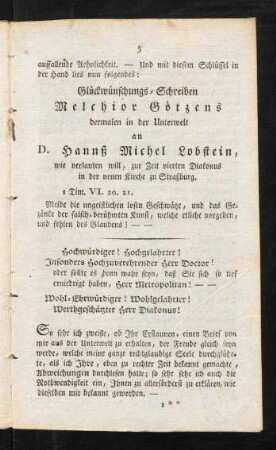 5
auffallende Aehnlichkeit. — Und mit diesem Schlüssel in
der Hand lies nun folgendes:
Glückwünschungs-Schreiben
Melchior Götzens
dermalen in der Unterwelt
an
D. Hannß Michel Lobstein,
wie verlauten will, zur Zeit vierten Diakonus
in der neuen Kirche zu Straßburg.
1 Tim. VI. 20. 21.
Meide die ungeistlichen losen Geschwätze, und das Ge-
zänke der falsch-berühmten Kunst, welche etliche vorgeben,
und fehlen des Glaubens! — —
Hochwürdiger! Hochgelahrter!
Insonders Hochzuverehrender Herr Doctor!
oder sollte es denn wahr seyn, daß Sie sich so tief
erniedrigt haben, Herr Metropolitan! — —
Wohl-Ehrwürdiger! Wohlgelahrter!
Werthgeschätzter Herr Diakonus!
So sehr ich zweifle, ob Ihr Erstaunen, einen Brief von
mir aus der Unterwelt zu erhalten, der Freude gleich seyn
werde, welche meine ganz rechtglaubige Seele durchglühe-
te, als ich Ihre, eben zu rechter Zeit bekannt gemachte,
Abweichungen durchlesen hatte; so sehr sehe ich auch die
Nothwendigkeit ein, Ihnen zu allerförderst zu erklären, wie
dieselben mir bekannt geworden. —
1**